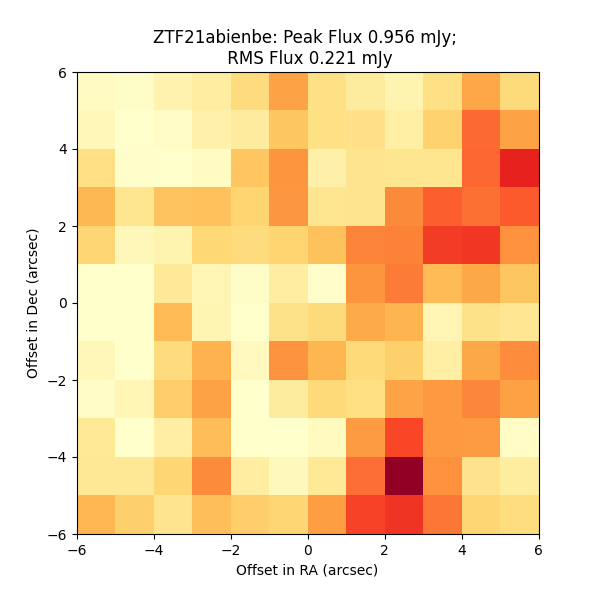 ZTF21abienbe: Peak Flux 0.956 mJy;
RMS Flux 0.221 mJy
6
4
2
0
−2
−4
−6
Offset in Dec (arcsec)
−6 −4 −2 0 2 4 6
Offset in RA (arcsec)